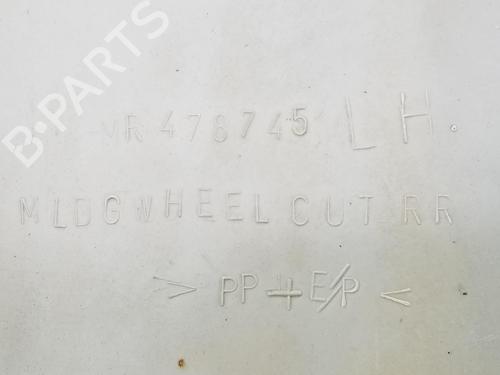 B-PARTS
MR 478745 LH
MLDG WHEEL CUT RR
> PP+E/P <